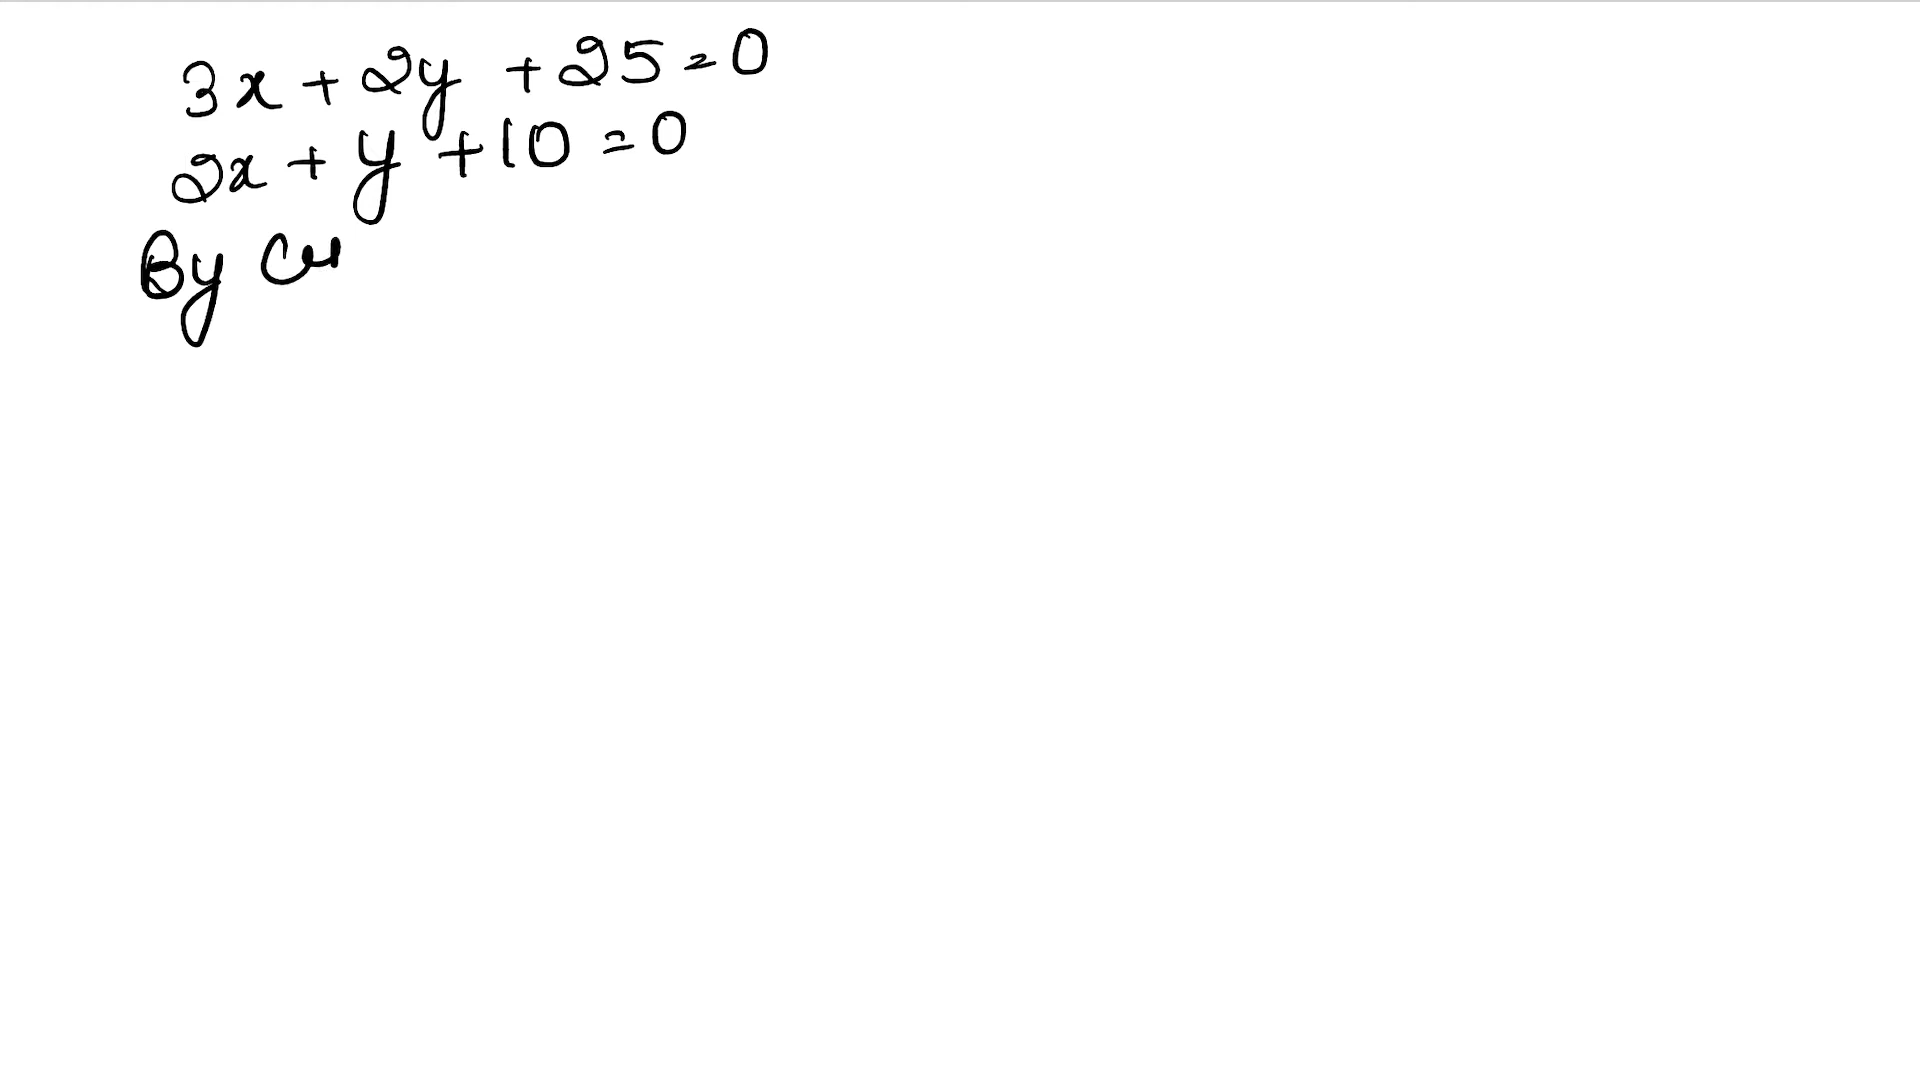 3x + 2y + 25 = 0
2x + y + 10 = 0
By